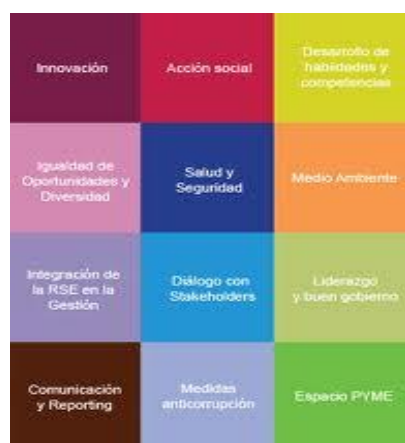 Innovación
Acción social
Desarrollo de
habilidades y
competencias
Igualdad de
Oportunidades y
Diversidad
Salud y
Seguridad
Medio Ambiente
Integración de
la RSE en la
Gestión
Diálogo con
Stakeholders
Liderazgo
y buen gobierno
Comunicación
y Reporting
Medidas
anticorrupción
Espacio PYME